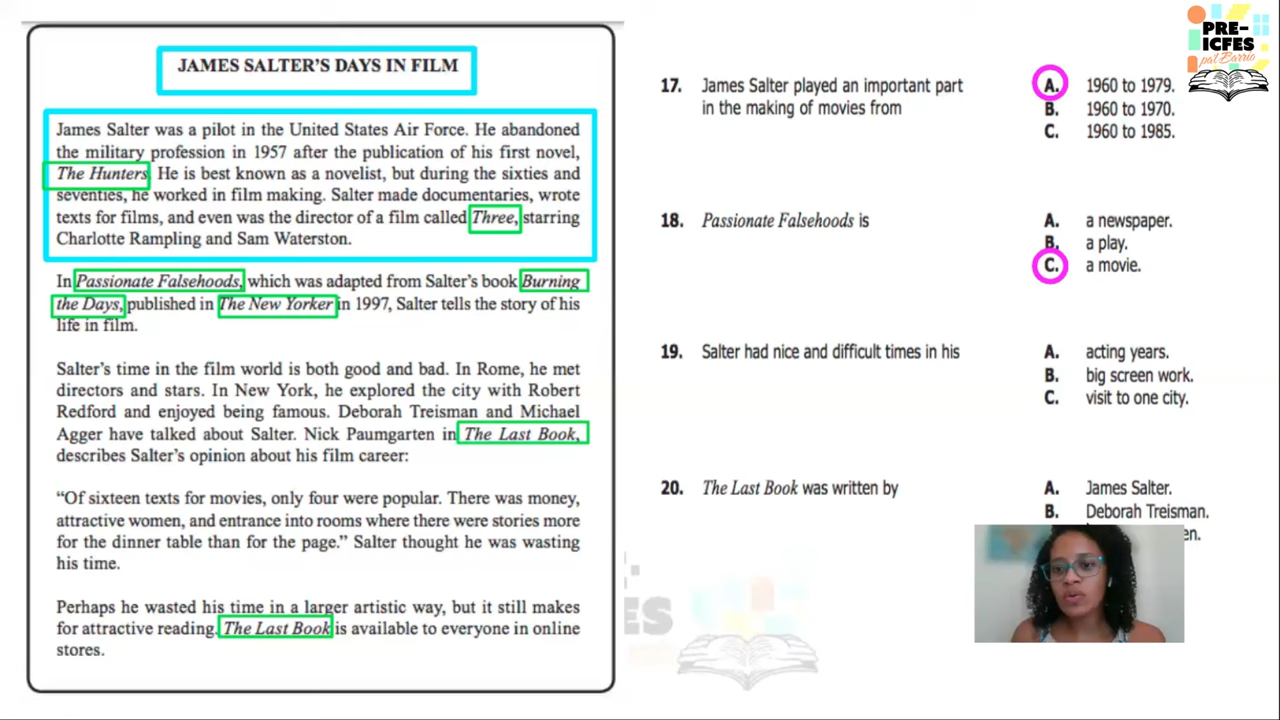 JAMES SALTER'S DAYS IN FILM
James Salter was a pilot in the United States Air Force. He abandoned
the military profession in 1957 after the publication of his first novel,
The Hunters. He is best known as a novelist, but during the sixties and
seventies, he worked in film making. Salter made documentaries, wrote
texts for films, and even was the director of a film called Three, starring
Charlotte Rampling and Sam Waterston.
In Passionate Falsehoods, which was adapted from Salter's book Burning
the Days, published in The New Yorker in 1997, Salter tells the story of his
life in film.
Salter's time in the film world is both good and bad. In Rome, he met
directors and stars. In New York, he explored the city with Robert
Redford and enjoyed being famous. Deborah Treisman and Michael
Agger have talked about Salter. Nick Paumgarten in The Last Book,
describes Salter's opinion about his film career:
“Of sixteen texts for movies, only four were popular. There was money,
attractive women, and entrance into rooms where there were stories more
for the dinner table than for the page.” Salter thought he was wasting
his time.
Perhaps he wasted his time in a larger artistic way, but it still makes
for attractive reading. The Last Book is available to everyone in online
stores.
17. James Salter played an important part
in the making of movies from
A. 1960 to 1979.
B. 1960 to 1970.
C. 1960 to 1985.
18. Passionate Falsehoods is
A. a newspaper.
B. a play.
C. a movie.
19. Salter had nice and difficult times in his
A. acting years.
B. big screen work.
C. visit to one city.
20. The Last Book was written by
A. James Salter.
B. Deborah Treisman.
en.
PRE-
ICFES
pa'l Barrio
ES